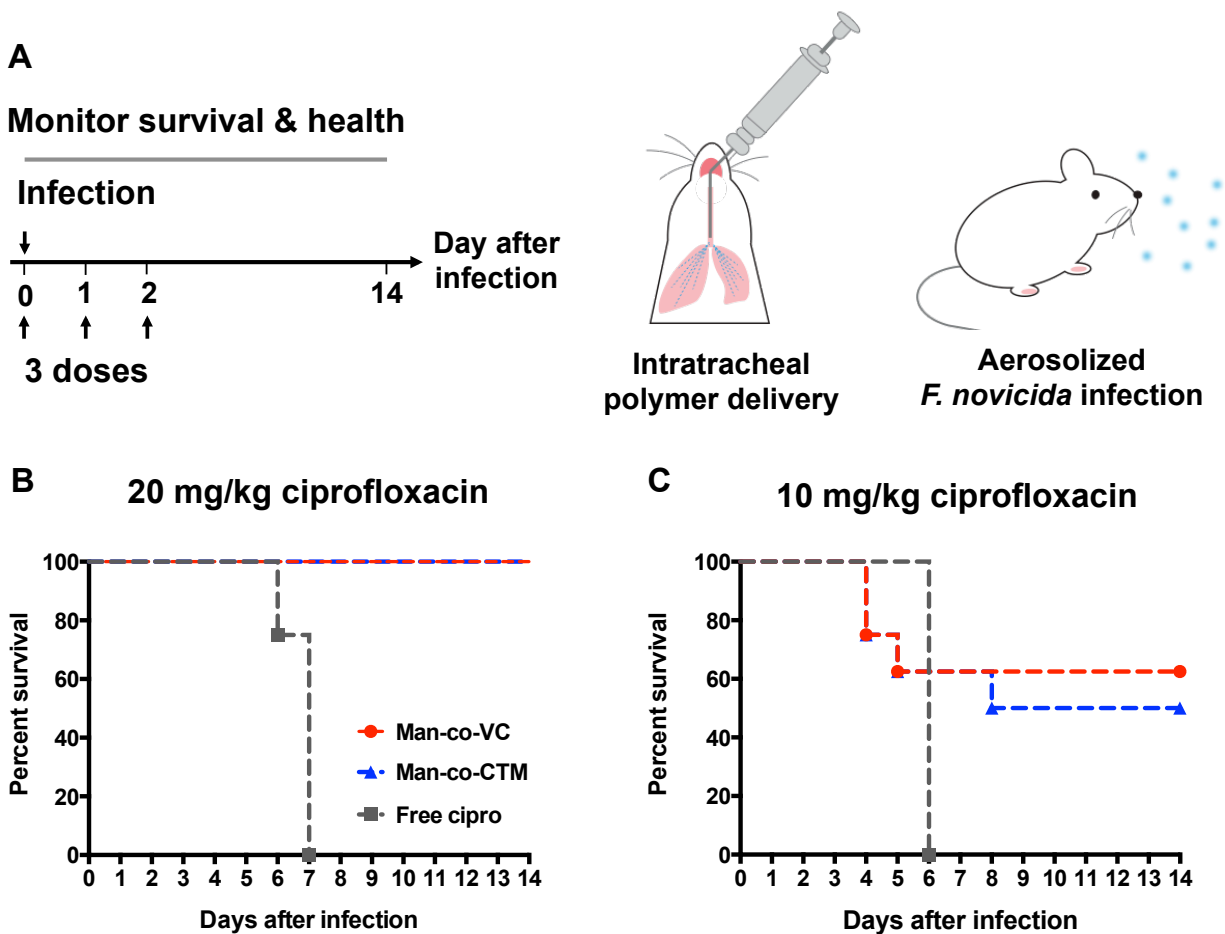 A
Monitor survival & health
Infection
Day after
infection
0 1 2 14
3 doses
Intratracheal
polymer delivery
Aerosolized
F. novicida infection
B
20 mg/kg ciprofloxacin
Percent survival
100
80
60
40
20
0
Man-co-VC
Man-co-CTM
Free cipro
0 1 2 3 4 5 6 7 8 9 10 11 12 13 14
Days after infection
C
10 mg/kg ciprofloxacin
Percent survival
100
80
60
40
20
0
0 1 2 3 4 5 6 7 8 9 10 11 12 13 14
Days after infection